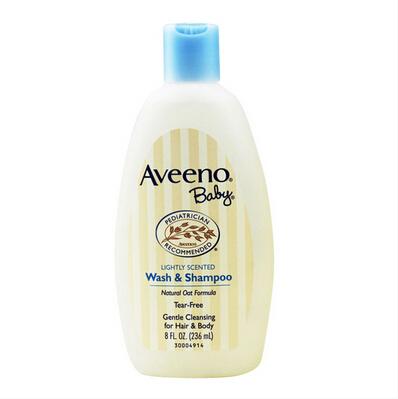 Aveeno®
Baby®
PEDIATRICIAN
AVEENO
RECOMMENDED
LIGHTLY SCENTED
Wash & Shampoo
Natural Oat Formula
Tear-Free
Gentle Cleansing
for Hair & Body
8 FL. OZ. (236 mL)
30004914